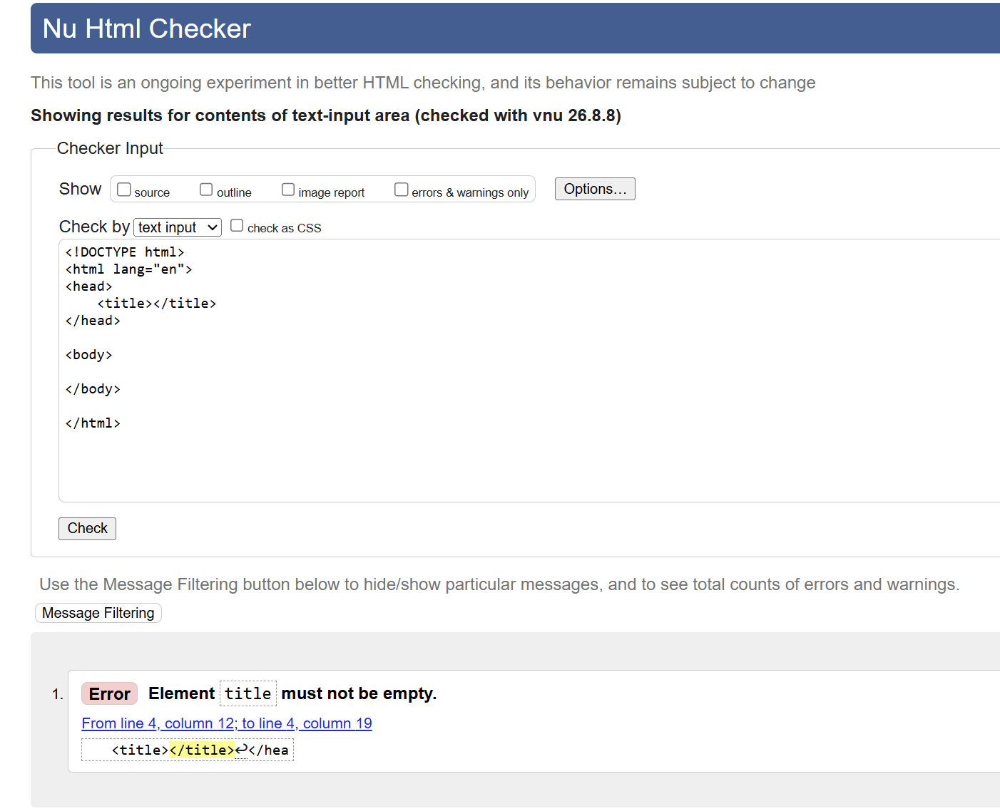 Nu Html Checker
This tool is an ongoing experiment in better HTML checking, and its behavior remains subject to change
Showing results for contents of text-input area (checked with vnu 26.8.8)
Checker Input
Show source outline image report errors & warnings only Options…
Check by text input check as CSS
<!DOCTYPE html>
<html lang="en">
<head>
    <title></title>
</head>
<body>
</body>
</html>
Check
Use the Message Filtering button below to hide/show particular messages, and to see total counts of errors and warnings.
Message Filtering
1. Error Element title must not be empty.
From line 4, column 12; to line 4, column 19
<title></title>↩</hea